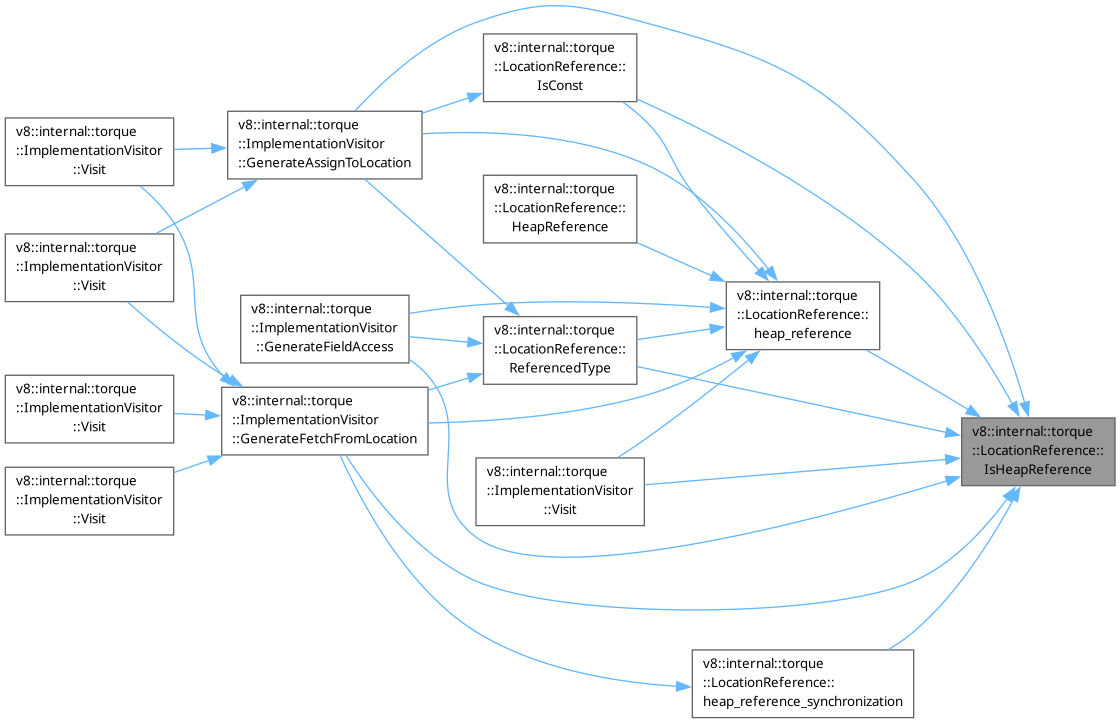 v8::internal::torque
::LocationReference::
IsConst
v8::internal::torque
::ImplementationVisitor
::Visit
v8::internal::torque
::ImplementationVisitor
::GenerateAssignToLocation
v8::internal::torque
::LocationReference::
HeapReference
v8::internal::torque
::ImplementationVisitor
::Visit
v8::internal::torque
::LocationReference::
heap_reference
v8::internal::torque
::ImplementationVisitor
::GenerateFieldAccess
v8::internal::torque
::LocationReference::
ReferencedType
v8::internal::torque
::ImplementationVisitor
::Visit
v8::internal::torque
::ImplementationVisitor
::GenerateFetchFromLocation
v8::internal::torque
::LocationReference::
IsHeapReference
v8::internal::torque
::ImplementationVisitor
::Visit
v8::internal::torque
::ImplementationVisitor
::Visit
v8::internal::torque
::LocationReference::
heap_reference_synchronization